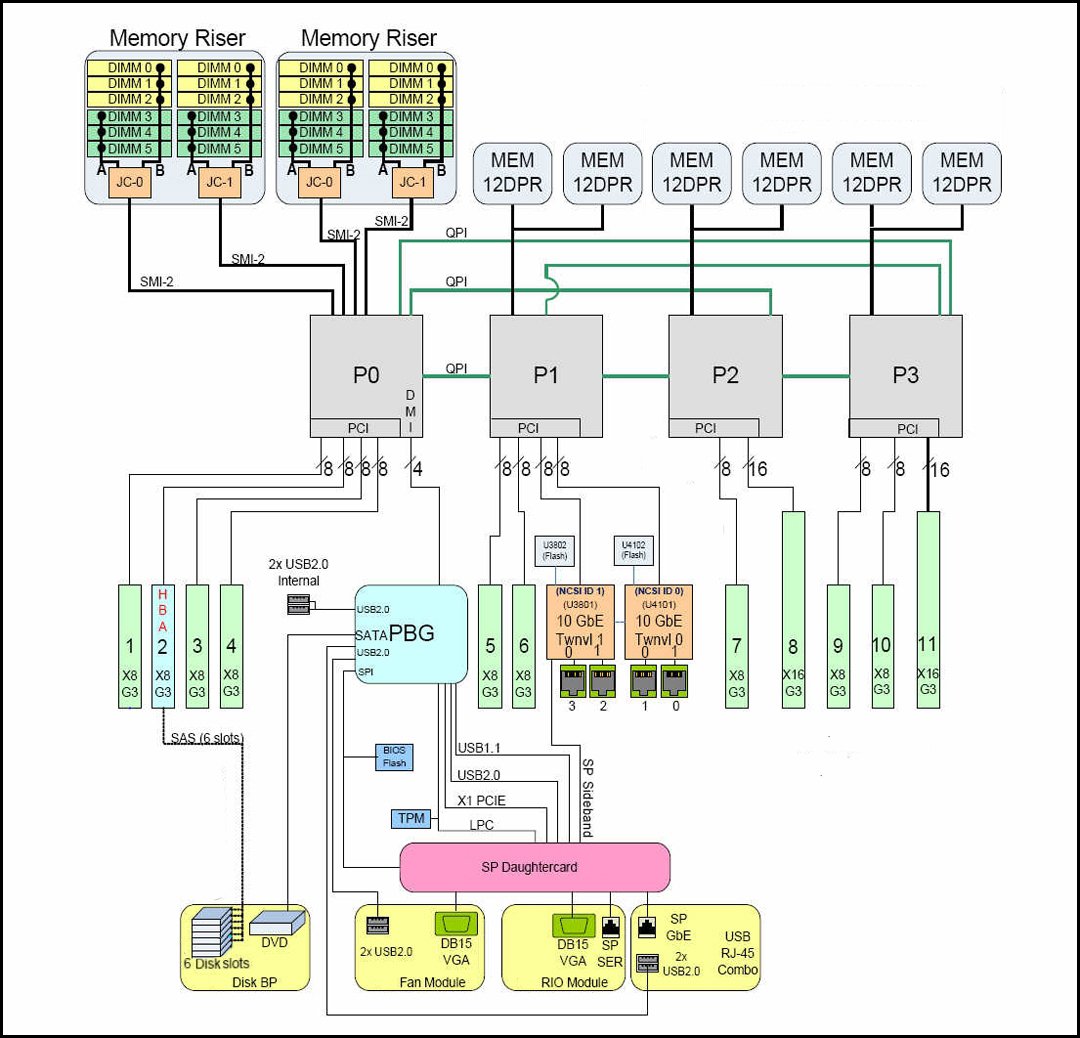 Memory Riser
Memory Riser
DIMM 0
DIMM 1
DIMM 2
DIMM 3
DIMM 4
DIMM 5
A
B
JC-0
DIMM 0
DIMM 1
DIMM 2
DIMM 3
DIMM 4
DIMM 5
A
B
JC-1
DIMM 0
DIMM 1
DIMM 2
DIMM 3
DIMM 4
DIMM 5
A
B
JC-0
DIMM 0
DIMM 1
DIMM 2
DIMM 3
DIMM 4
DIMM 5
A
B
JC-1
MEM
12DPR
MEM
12DPR
MEM
12DPR
MEM
12DPR
MEM
12DPR
MEM
12DPR
SMI-2
SMI-2
SMI-2
SMI-2
QPI
QPI
QPI
P0
D
M
I
PCI
P1
PCI
P2
PCI
P3
PCI
8
8
8
8
4
8
8
8
8
8
16
8
8
16
1
X8
G3
H
B
A
2
X8
G3
3
X8
G3
4
X8
G3
2x USB2.0
Internal
USB2.0
SATA
PBG
USB2.0
SPI
5
X8
G3
6
X8
G3
U3802
(Flash)
U4102
(Flash)
(NCSI ID 1)
(U3801)
10 GbE
Twnvl 1
0
1
(NCSI ID 0)
(U4101)
10 GbE
Twnvl 0
0
1
3
2
1
0
7
X8
G3
8
X16
G3
9
X8
G3
10
X8
G3
11
X16
G3
SAS (6 slots)
BIOS
Flash
TPM
USB1.1
USB2.0
X1 PCIE
LPC
SP Sideband
SP Daughtercard
6 Disk slots
DVD
Disk BP
2x USB2.0
DB15
VGA
Fan Module
DB15
VGA
SP
SER
RIO Module
SP
GbE
2x
USB2.0
USB
RJ-45
Combo